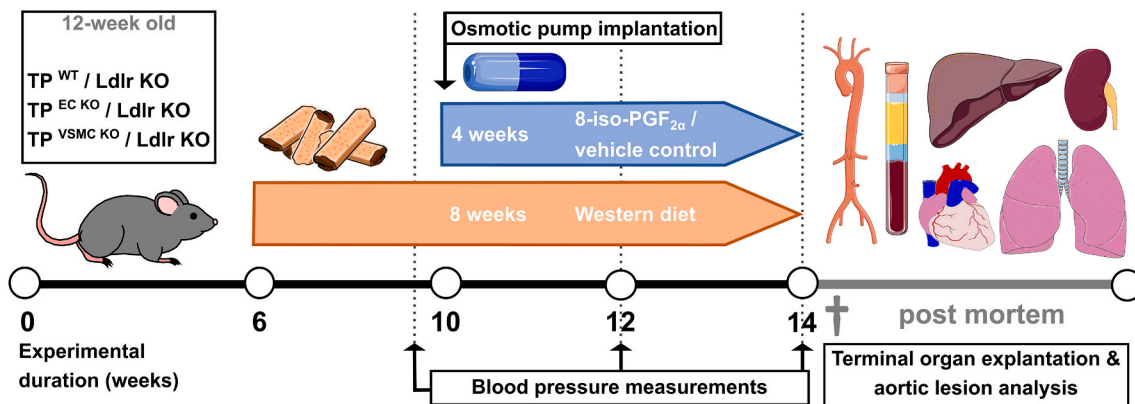 12-week old
TP WT / Ldlr KO
TP EC KO / Ldlr KO
TP VSMC KO / Ldlr KO
Osmotic pump implantation
4 weeks
8-iso-PGF2α /
vehicle control
8 weeks
Western diet
0
6
10
12
14
post mortem
Experimental
duration (weeks)
Blood pressure measurements
Terminal organ explantation &
aortic lesion analysis